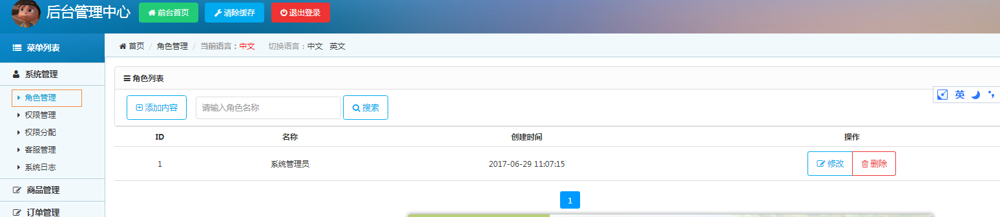 后台管理中心 前台首页 清除缓存 退出登录
菜单列表
首页 / 角色管理 / 当前语言：中文 切换语言：中文 英文
系统管理
角色管理
权限管理
权限分配
客服管理
系统日志
商品管理
订单管理
角色列表
添加内容 请输入角色名称 搜索
英
ID 名称 创建时间 操作
1 系统管理员 2017-06-29 11:07:15 修改 删除
1